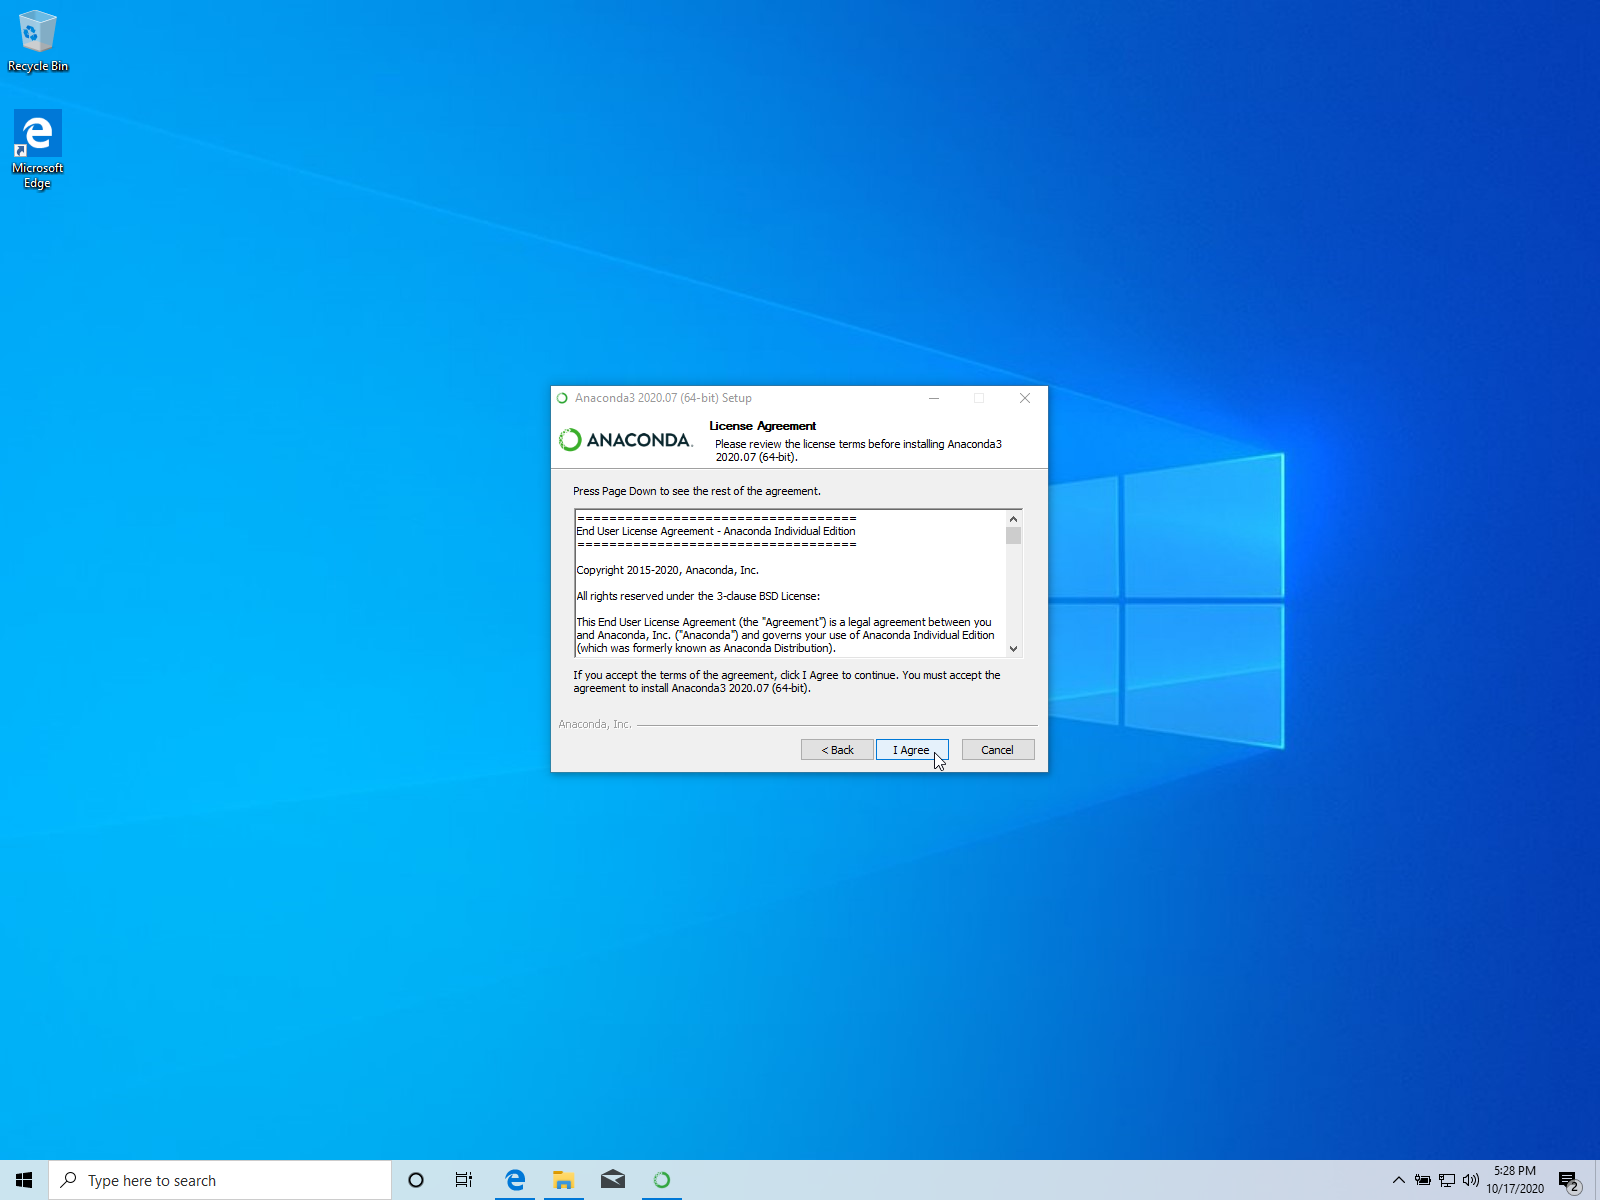 Recycle Bin
Microsoft
Edge
Anaconda3 2020.07 (64-bit) Setup
ANACONDA.
License Agreement
Please review the license terms before installing Anaconda3
2020.07 (64-bit).
Press Page Down to see the rest of the agreement.
===================================
End User License Agreement - Anaconda Individual Edition
===================================
Copyright 2015-2020, Anaconda, Inc.
All rights reserved under the 3-clause BSD License:
This End User License Agreement (the "Agreement") is a legal agreement between you
and Anaconda, Inc. ("Anaconda") and governs your use of Anaconda Individual Edition
(which was formerly known as Anaconda Distribution).
If you accept the terms of the agreement, click I Agree to continue. You must accept the
agreement to install Anaconda3 2020.07 (64-bit).
Anaconda, Inc.
< Back
I Agree
Cancel
Type here to search
5:28 PM
10/17/2020
2